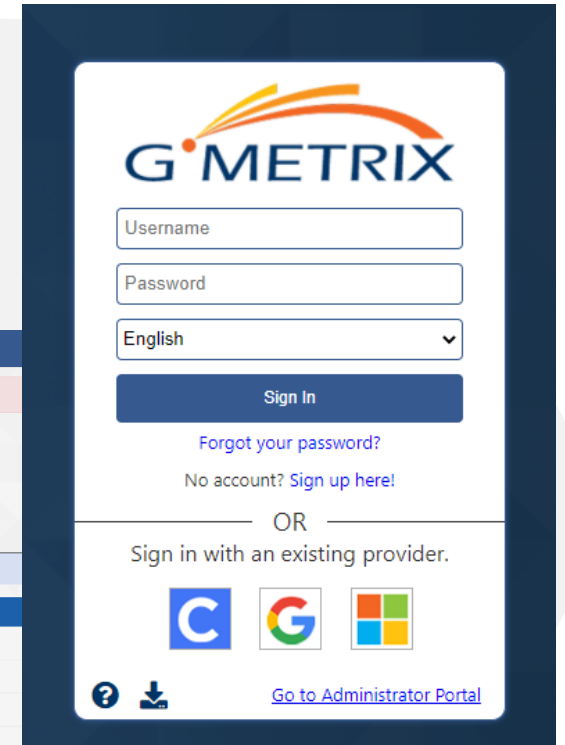 G METRIX
Username
Password
English
Sign In
Forgot your password?
No account? Sign up here!
OR
Sign in with an existing provider.
C G
? Go to Administrator Portal